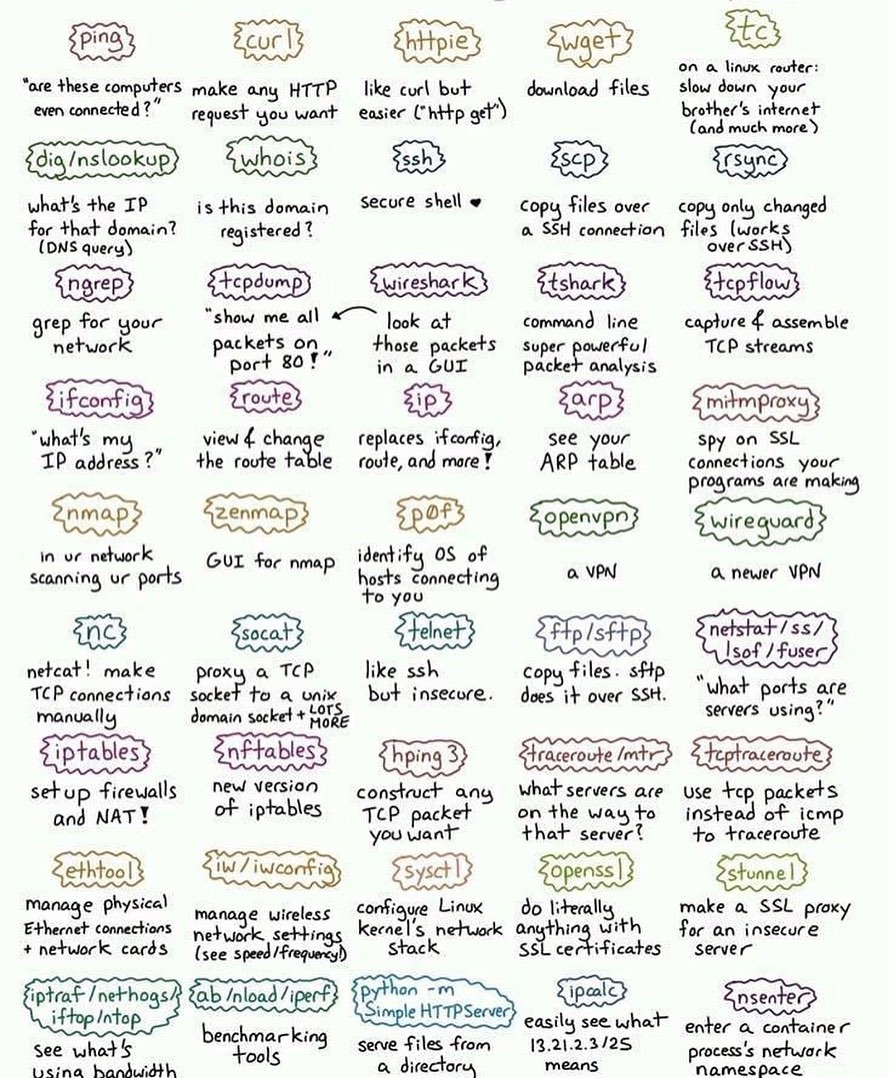 ping
"are these computers
even connected?"
curl
make any HTTP
request you want
httpie
like curl but
easier ("http get")
wget
download files
tc
on a linux router:
slow down your
brother's internet
(and much more)
dig/nslookup
what's the IP
for that domain?
(DNS query)
whois
is this domain
registered?
ssh
secure shell ♥
scp
copy files over
a SSH connection
rsync
copy only changed
files (works
over SSH)
ngrep
grep for your
network
tcpdump
"show me all
packets on
port 80!"
wireshark
look at
those packets
in a GUI
tshark
command line
super powerful
packet analysis
tcpflow
capture & assemble
TCP streams
ifconfig
"what's my
IP address?"
route
view & change
the route table
ip
replaces ifconfig,
route, and more!
arp
see your
ARP table
mitmproxy
spy on SSL
connections your
programs are making
nmap
in ur network
scanning ur ports
zenmap
GUI for nmap
p0f
identify OS of
hosts connecting
to you
openvpn
a VPN
wireguard
a newer VPN
nc
netcat! make
TCP connections
manually
socat
proxy a TCP
socket to a unix
domain socket + LOTS
MORE
telnet
like ssh
but insecure.
ftp/sftp
copy files. sftp
does it over SSH.
netstat/ss/
lsof/fuser
"what ports are
servers using?"
iptables
set up firewalls
and NAT!
nftables
new version
of iptables
hping3
construct any
TCP packet
you want
traceroute/mtr
what servers are
on the way to
that server?
tcptraceroute
use tcp packets
instead of icmp
to traceroute
ethtool
manage physical
Ethernet connections
+ network cards
iw/iwconfig
manage wireless
network settings
(see speed/frequency!)
sysctl
configure Linux
kernel's network
stack
openssl
do literally
anything with
SSL certificates
stunnel
make a SSL proxy
for an insecure
server
iptraf/nethogs/
iftop/ntop
see what's
using bandwidth
ab/nload/iperf
benchmarking
tools
python -m
SimpleHTTPServer
serve files from
a directory
ipcalc
easily see what
13.21.2.3/25
means
nsenter
enter a container
process's network
namespace